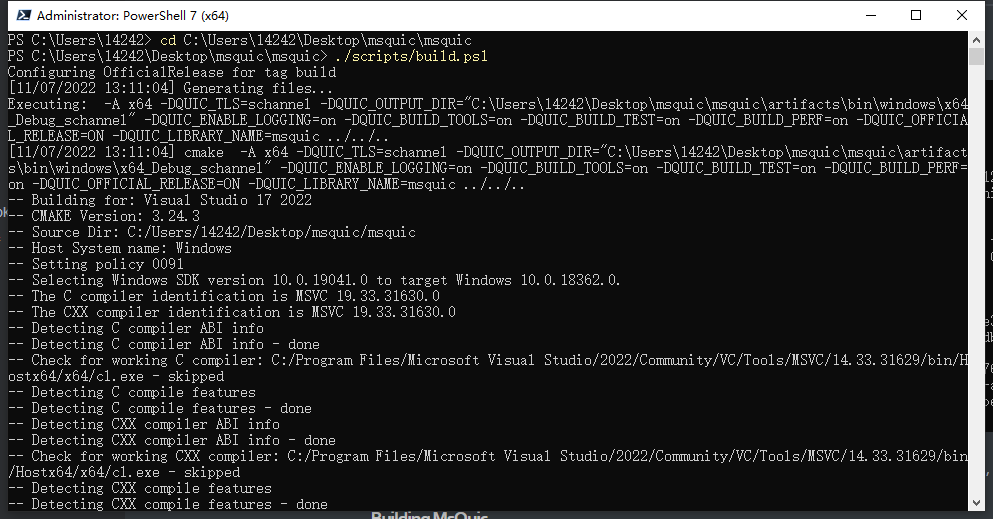 Administrator: PowerShell 7 (x64)
PS C:\Users\14242> cd C:\Users\14242\Desktop\msquic\msquic
PS C:\Users\14242\Desktop\msquic\msquic> ./scripts/build.ps1
Configuring OfficialRelease for tag build
[11/07/2022 13:11:04] Generating files...
Executing:  -A x64 -DQUIC_TLS=schannel -DQUIC_OUTPUT_DIR="C:\Users\14242\Desktop\msquic\msquic\artifacts\bin\windows\x64
_Debug_schannel" -DQUIC_ENABLE_LOGGING=on -DQUIC_BUILD_TOOLS=on -DQUIC_BUILD_TEST=on -DQUIC_BUILD_PERF=on -DQUIC_OFFICIA
L_RELEASE=ON -DQUIC_LIBRARY_NAME=msquic ../../..
[11/07/2022 13:11:04] cmake  -A x64 -DQUIC_TLS=schannel -DQUIC_OUTPUT_DIR="C:\Users\14242\Desktop\msquic\msquic\artifact
s\bin\windows\x64_Debug_schannel" -DQUIC_ENABLE_LOGGING=on -DQUIC_BUILD_TOOLS=on -DQUIC_BUILD_TEST=on -DQUIC_BUILD_PERF=
on -DQUIC_OFFICIAL_RELEASE=ON -DQUIC_LIBRARY_NAME=msquic ../../..
-- Building for: Visual Studio 17 2022
-- CMAKE Version: 3.24.3
-- Source Dir: C:/Users/14242/Desktop/msquic/msquic
-- Host System name: Windows
-- Setting policy 0091
-- Selecting Windows SDK version 10.0.19041.0 to target Windows 10.0.18362.0.
-- The C compiler identification is MSVC 19.33.31630.0
-- The CXX compiler identification is MSVC 19.33.31630.0
-- Detecting C compiler ABI info
-- Detecting C compiler ABI info - done
-- Check for working C compiler: C:/Program Files/Microsoft Visual Studio/2022/Community/VC/Tools/MSVC/14.33.31629/bin/H
ostx64/x64/cl.exe - skipped
-- Detecting C compile features
-- Detecting C compile features - done
-- Detecting CXX compiler ABI info
-- Detecting CXX compiler ABI info - done
-- Check for working CXX compiler: C:/Program Files/Microsoft Visual Studio/2022/Community/VC/Tools/MSVC/14.33.31629/bin
/Hostx64/x64/cl.exe - skipped
-- Detecting CXX compile features
-- Detecting CXX compile features - done
Building MsQuic